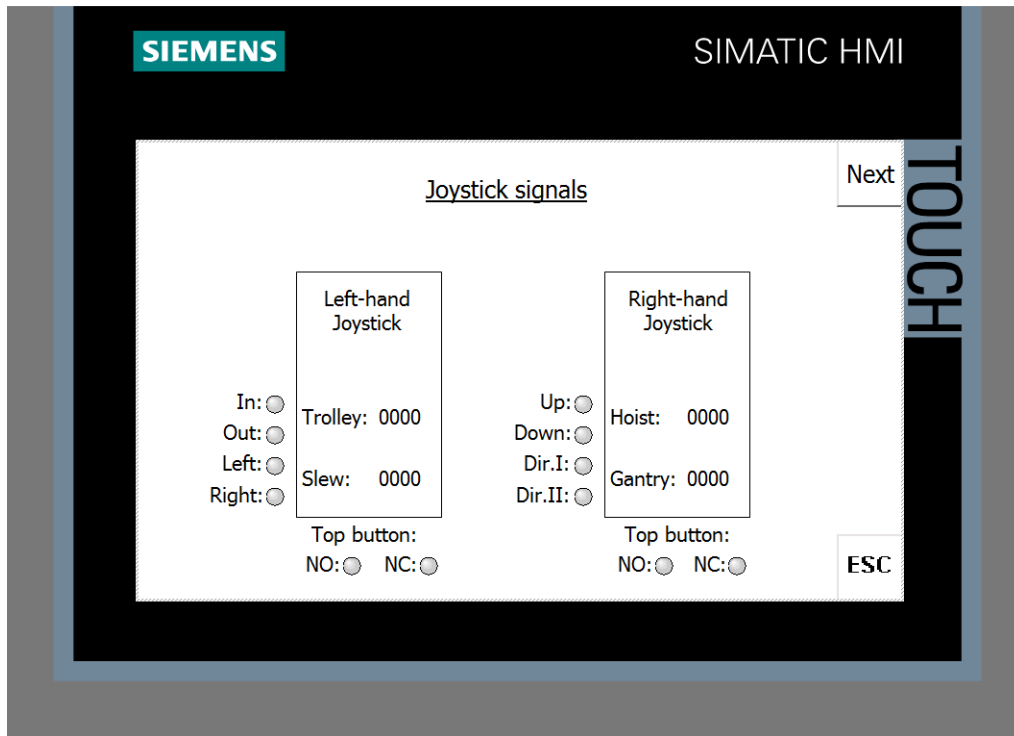 SIEMENS
SIMATIC HMI
TOUCH
Next
Joystick signals
Left-hand
Joystick
In:
Out:
Left:
Right:
Trolley: 0000
Slew: 0000
Top button:
NO: NC:
Right-hand
Joystick
Up:
Down:
Dir.I:
Dir.II:
Hoist: 0000
Gantry: 0000
Top button:
NO: NC:
ESC